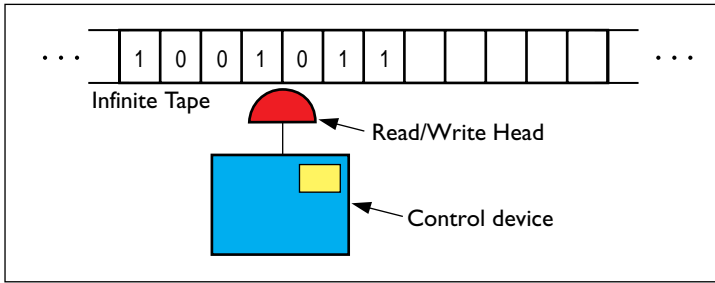 ··· 1 0 0 1 0 1 1 ···
Infinite Tape
Read/Write Head
Control device